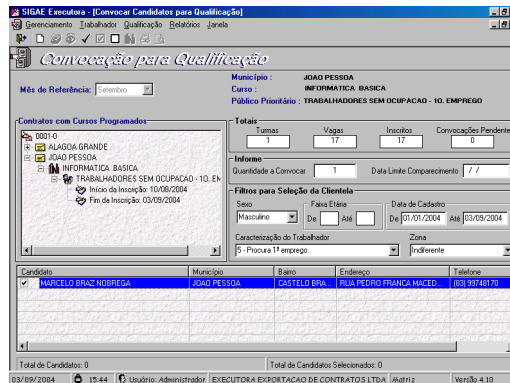 SIGAE Executora - [Convocar Candidatos para Qualificação]
Gerenciamento Trabalhador Qualificação Relatórios Janela
Convocação para Qualificação
Mês de Referência: Setembro
Município : JOAO PESSOA
Curso : INFORMATICA BASICA
Público Prioritário : TRABALHADORES SEM OCUPACAO - 1O. EMPREGO
Contratos com Cursos Programados
0001-0
ALAGOA GRANDE
JOAO PESSOA
INFORMATICA BASICA
TRABALHADORES SEM OCUPACAO - 1O. EM
Início da Inscrição: 10/08/2004
Fim da Inscrição: 03/09/2004
Totais
Turmas Vagas Inscritos Convocações Pendente
1 17 17 0
Informe
Quantidade a Convocar 1 Data Limite Comparecimento / /
Filtros para Seleção da Clientela
Sexo Faixa Etária Data de Cadastro
Masculino De Até De 01/01/2004 Até 03/09/2004
Caracterização do Trabalhador Zona
5 - Procura 1º emprego Indiferente
Candidato Município Bairro Endereço Telefone
MARCELO BRAZ NOBREGA JOAO PESSOA CASTELO BRA... RUA PEDRO FRANCA MACED... (83) 99748170
Total de Candidatos: 0 Total de Candidatos Selecionados: 0
03/09/2004 15:44 Usuário: Administrador EXECUTORA EXPORTACAO DE CONTRATOS LTDA Matriz Versão 4.10